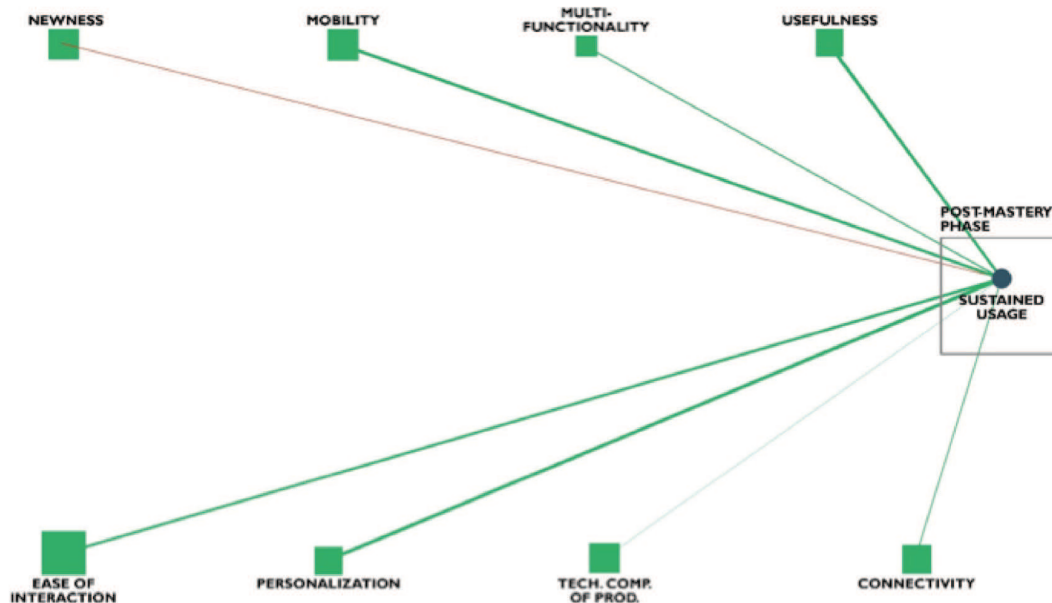 NEWNESS
MOBILITY
MULTI-
FUNCTIONALITY
USEFULNESS
POST-MASTERY
PHASE
SUSTAINED
USAGE
EASE OF
INTERACTION
PERSONALIZATION
TECH. COMP.
OF PROD.
CONNECTIVITY